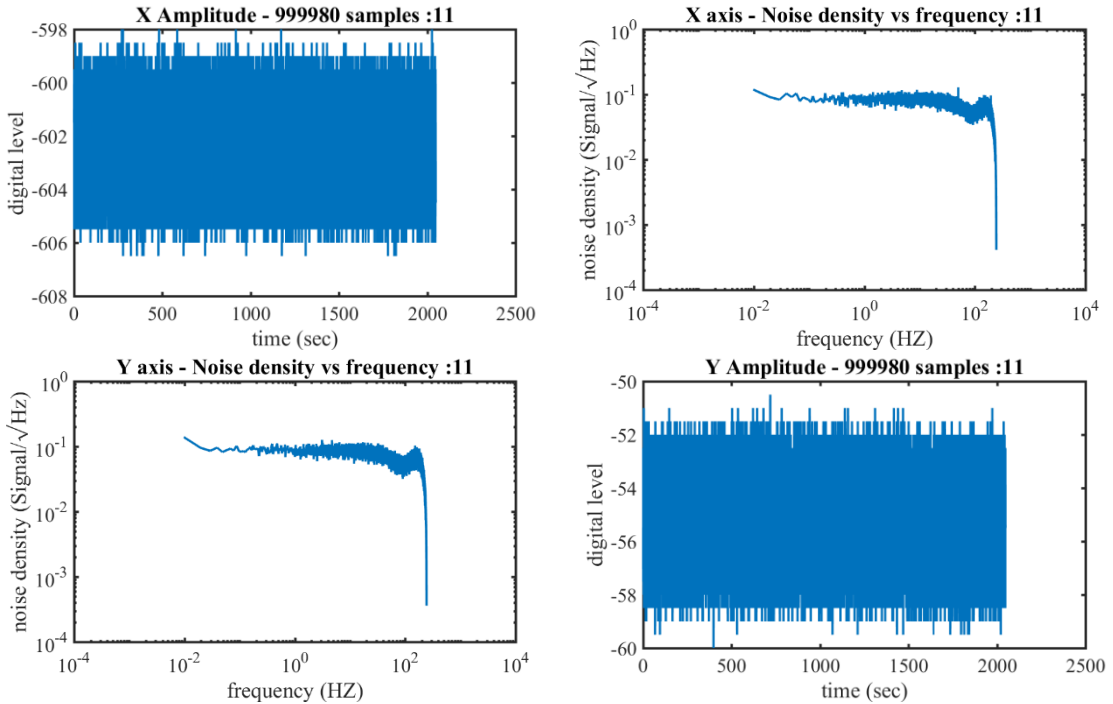 X Amplitude - 999980 samples :11
digital level
-598
-600
-602
-604
-606
-608
0 500 1000 1500 2000 2500
time (sec)
X axis - Noise density vs frequency :11
noise density (Signal/√Hz)
10^0
10^-1
10^-2
10^-3
10^-4
10^-4 10^-2 10^0 10^2 10^4
frequency (HZ)
Y axis - Noise density vs frequency :11
noise density (Signal/√Hz)
10^0
10^-1
10^-2
10^-3
10^-4
10^-4 10^-2 10^0 10^2 10^4
frequency (HZ)
Y Amplitude - 999980 samples :11
digital level
-50
-52
-54
-56
-58
-60
0 500 1000 1500 2000 2500
time (sec)